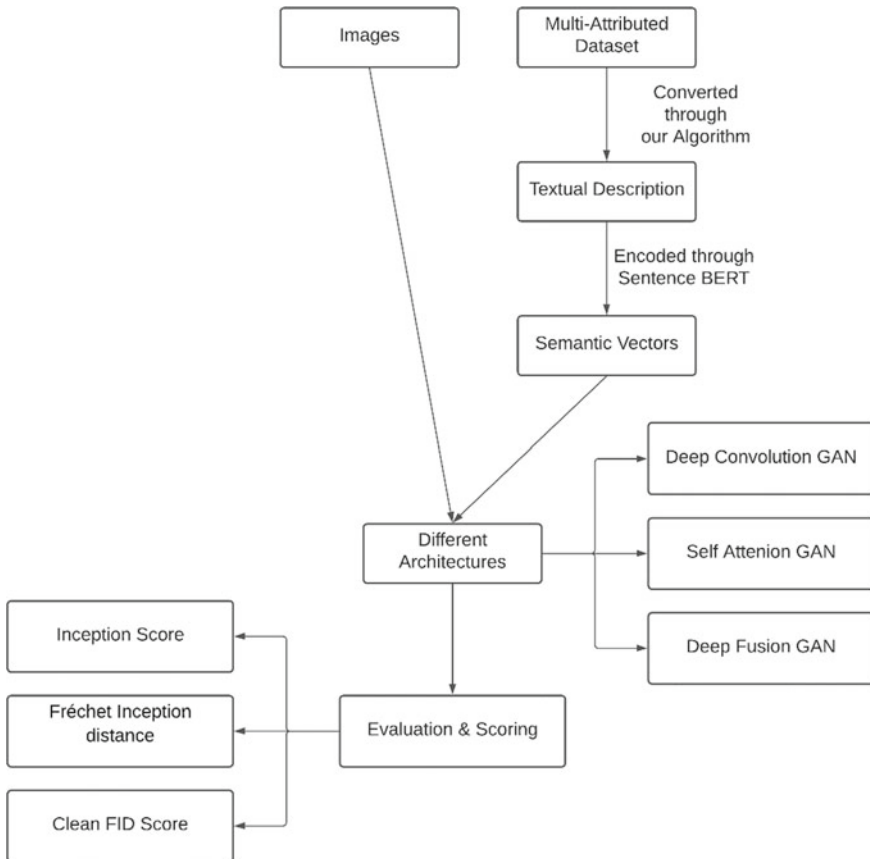 Images
Multi-Attributed
Dataset
Converted
through
our Algorithm
Textual Description
Encoded through
Sentence BERT
Semantic Vectors
Deep Convolution GAN
Different
Architectures
Self Attenion GAN
Deep Fusion GAN
Inception Score
Fréchet Inception
distance
Evaluation & Scoring
Clean FID Score